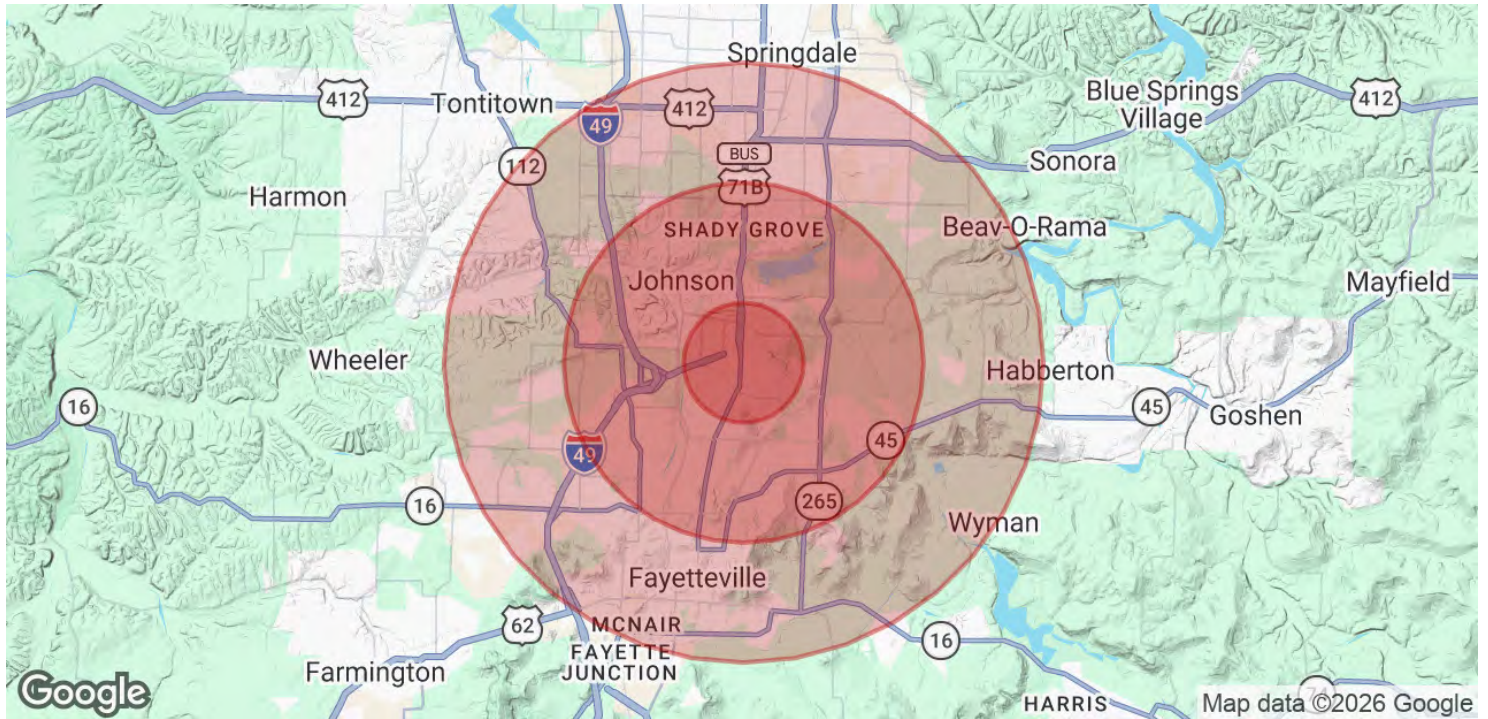 Springdale
412
Tontitown
412
Blue Springs
Village
412
49
BUS
71B
112
Sonora
Harmon
SHADY GROVE
Beav-O-Rama
Johnson
Mayfield
Wheeler
Habberton
16
45
Goshen
45
49
16
265
Wyman
Fayetteville
62
MCNAIR
16
FAYETTE
JUNCTION
Farmington
Google
HARRIS
74
Map data ©2026 Google